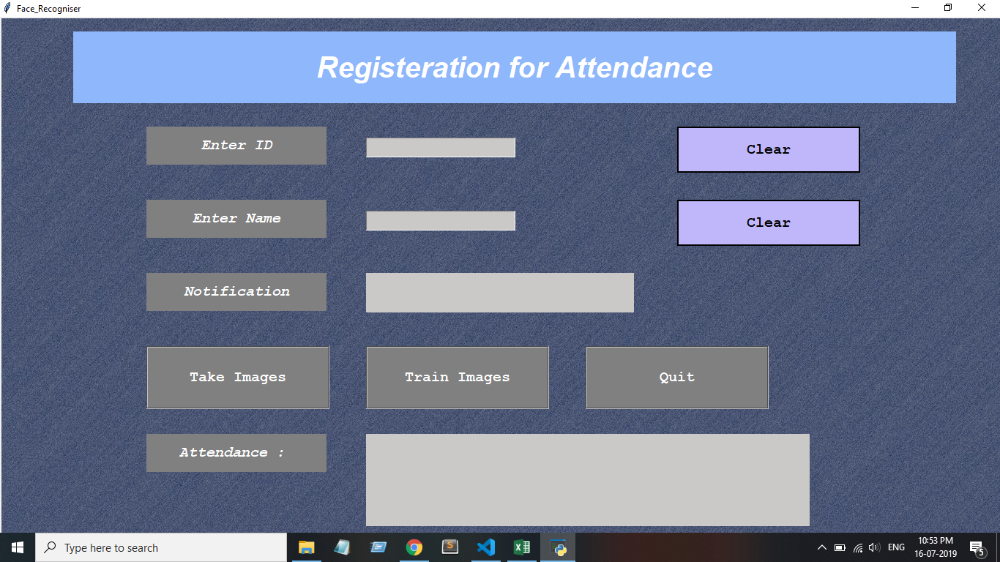 Face_Recogniser
Registeration for Attendance
Enter ID
Clear
Enter Name
Clear
Notification
Take Images
Train Images
Quit
Attendance :
Type here to search
ENG
10:53 PM
16-07-2019
5